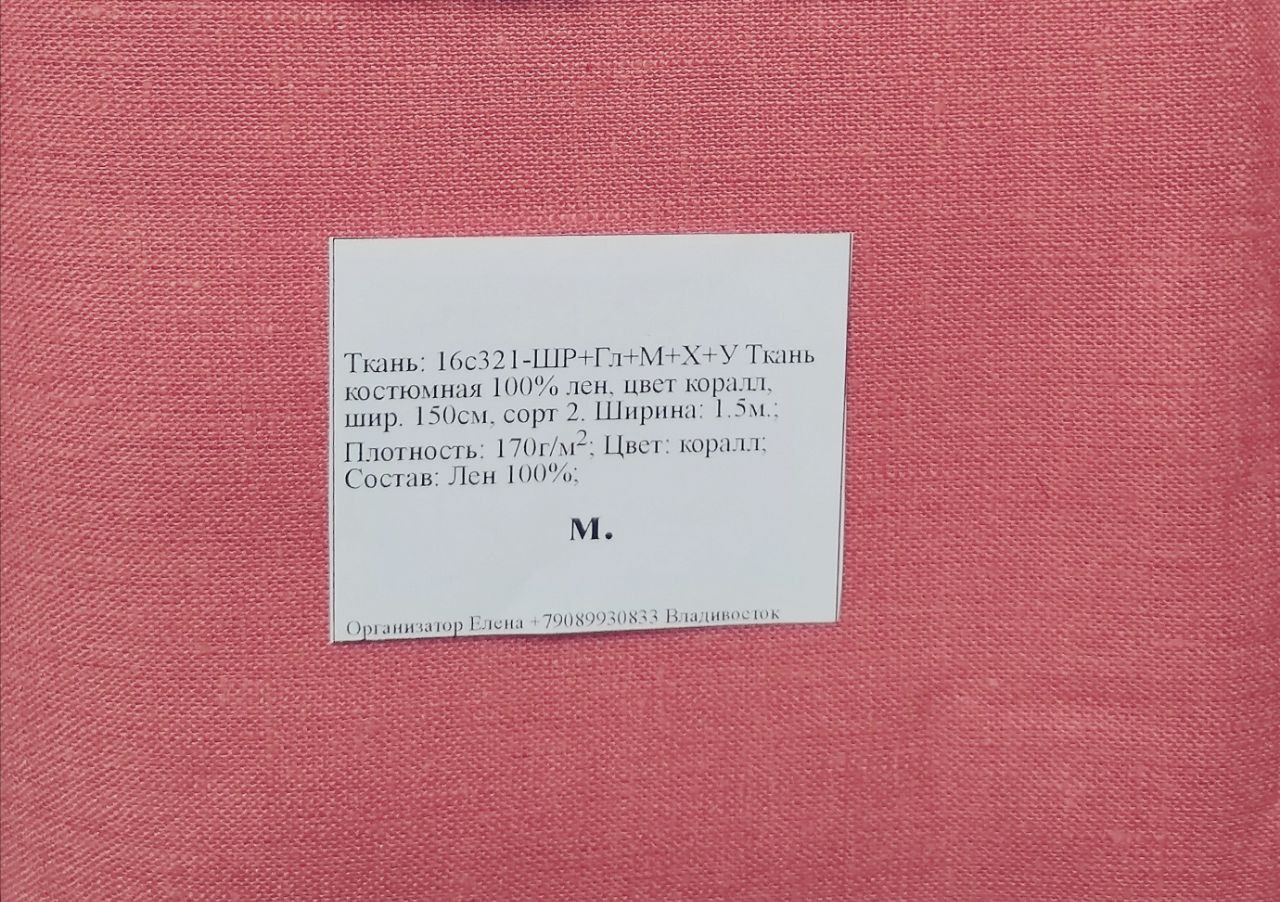 Ткань: 16с321-ШР+Гл+М+Х+У Ткань
костюмная 100% лен, цвет коралл,
шир. 150см, сорт 2. Ширина: 1.5м.;
Плотность: 170г/м²; Цвет: коралл;
Состав: Лен 100%;
м.
Организатор Елена +79089930833 Владивосток